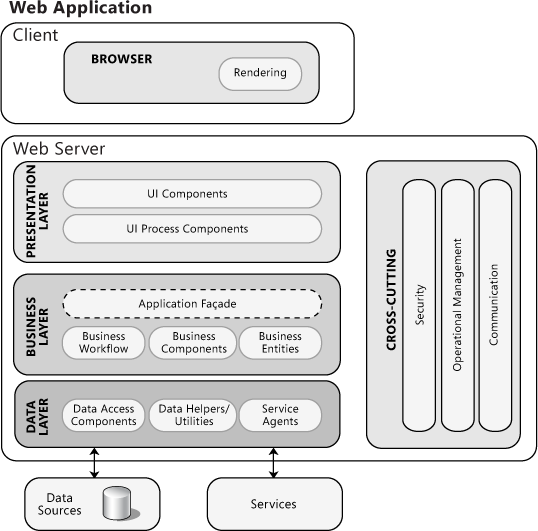 Web Application
Client
BROWSER
Rendering
Web Server
PRESENTATION
LAYER
UI Components
UI Process Components
BUSINESS
LAYER
Application Façade
Business
Workflow
Business
Components
Business
Entities
DATA
LAYER
Data Access
Components
Data Helpers/
Utilities
Service
Agents
CROSS-CUTTING
Security
Operational Management
Communication
Data
Sources
Services